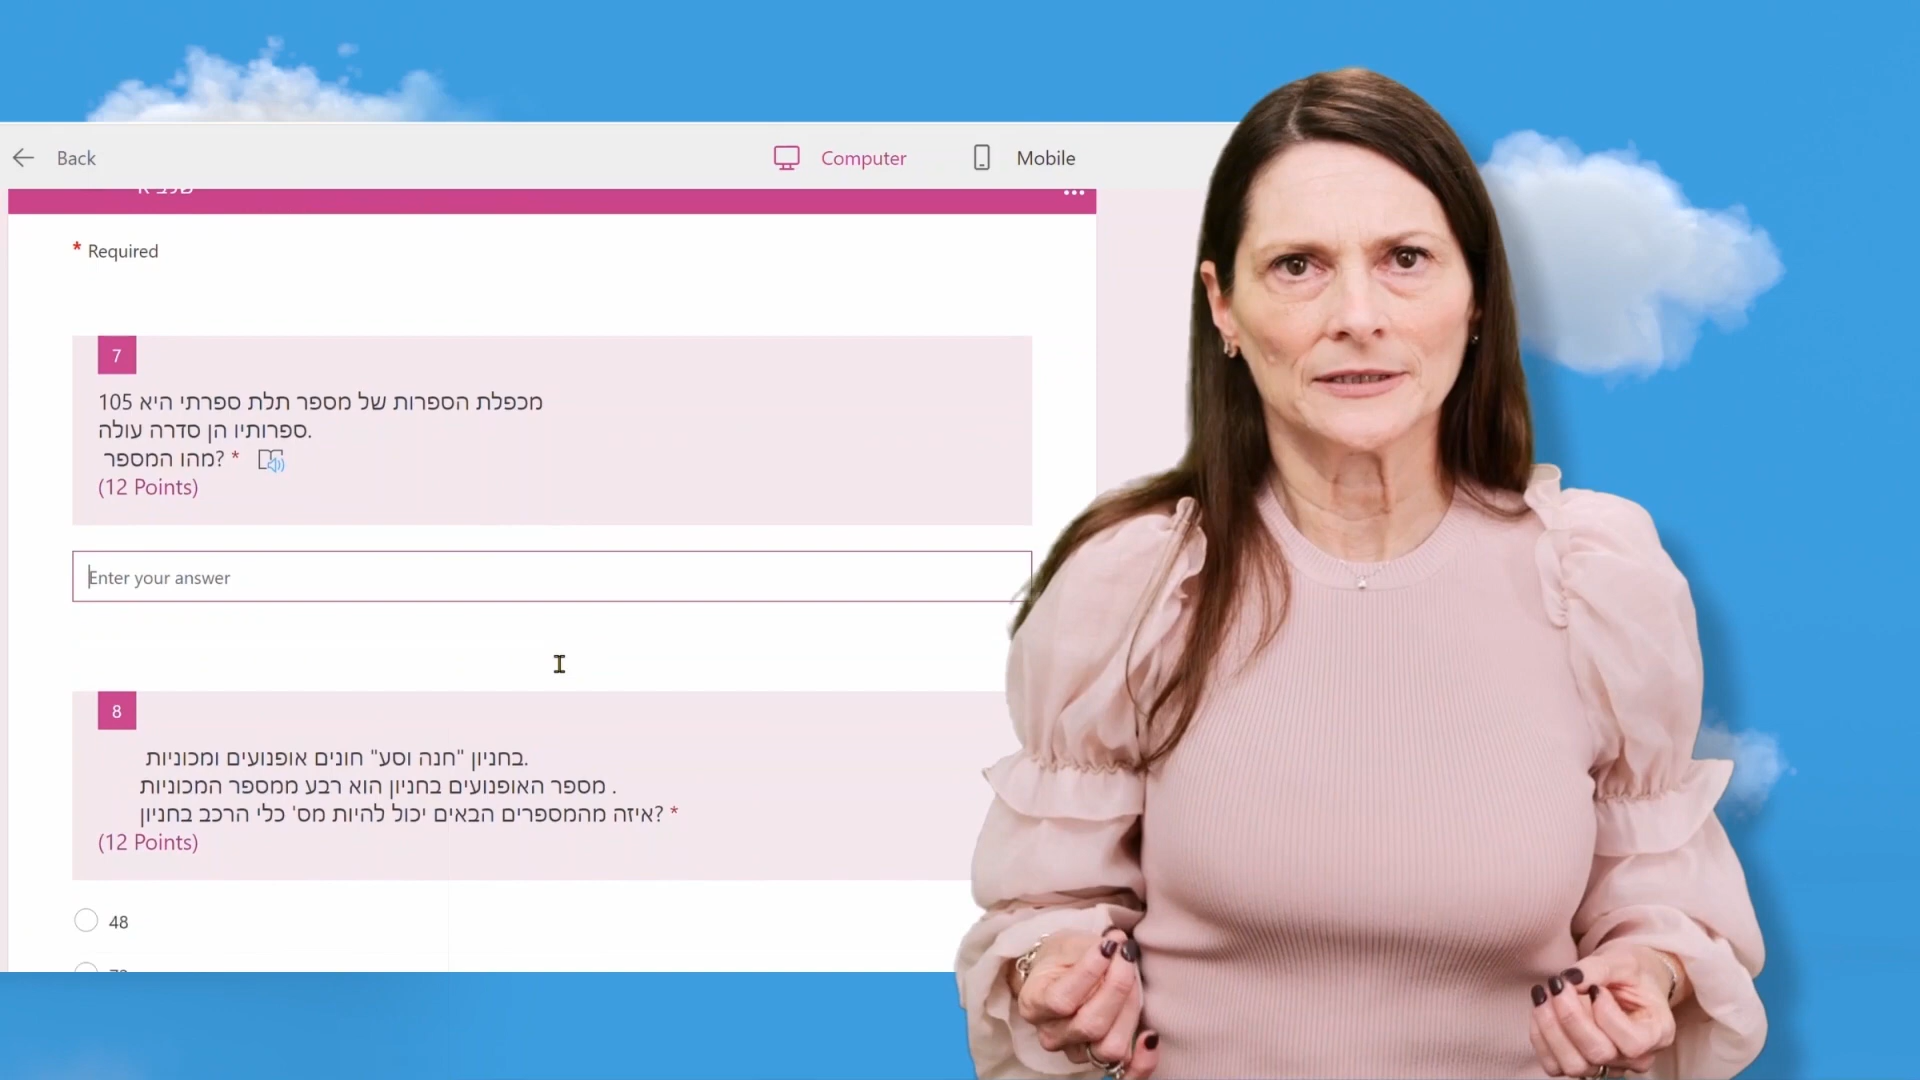 Back
Computer
Mobile
* Required
7
מכפלת הספרות של מספר תלת ספרתי היא 105
ספרותיו הן סדרה עולה.
מהו המספר? *
(12 Points)
Enter your answer
8
בחניון "חנה וסע" חונים אופנועים ומכוניות.
מספר האופנועים בחניון הוא רבע ממספר המכוניות .
איזה מהמספרים הבאים יכול להיות מס' כלי הרכב בחניון? *
(12 Points)
48